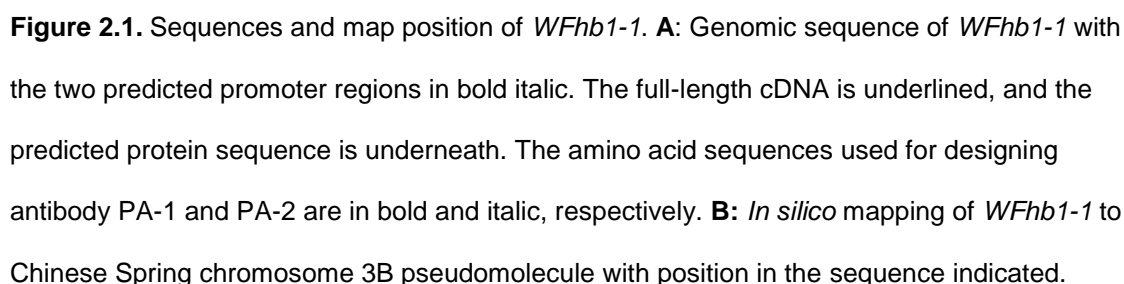 Figure 2.1. Sequences and map position of WFhb1-1. A: Genomic sequence of WFhb1-1 with
the two predicted promoter regions in bold italic. The full-length cDNA is underlined, and the
predicted protein sequence is underneath. The amino acid sequences used for designing
antibody PA-1 and PA-2 are in bold and italic, respectively. B: In silico mapping of WFhb1-1 to
Chinese Spring chromosome 3B pseudomolecule with position in the sequence indicated.